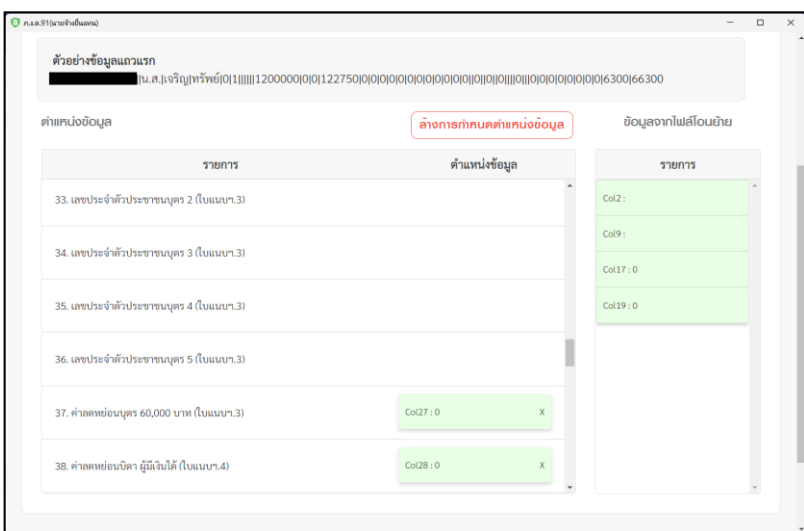 ภ.ง.ด.91(นายจ้างยื่นแทน)
ตัวอย่างข้อมูลแถวแรก
|น.ส.|เจริญ|ทรัพย์|0|1||||||1200000|0|0|122750|0|0|0|0|0|0|0|0|0|0|0|0||0||0||0||||0|||0|0|0|0|0|0|0|0|6300|66300
ตำแหน่งข้อมูล
ล้างการกำหนดตำแหน่งข้อมูล
ข้อมูลจากไฟล์โอนย้าย
รายการ ตำแหน่งข้อมูล
รายการ
33. เลขประจำตัวประชาชนบุตร 2 (ใบแนบฯ.3)
34. เลขประจำตัวประชาชนบุตร 3 (ใบแนบฯ.3)
35. เลขประจำตัวประชาชนบุตร 4 (ใบแนบฯ.3)
36. เลขประจำตัวประชาชนบุตร 5 (ใบแนบฯ.3)
37. ค่าลดหย่อนบุตร 60,000 บาท (ใบแนบฯ.3) Col27 : 0 X
38. ค่าลดหย่อนบิดา ผู้มีเงินได้ (ใบแนบฯ.4) Col28 : 0 X
Col2 :
Col9 :
Col17 : 0
Col19 : 0